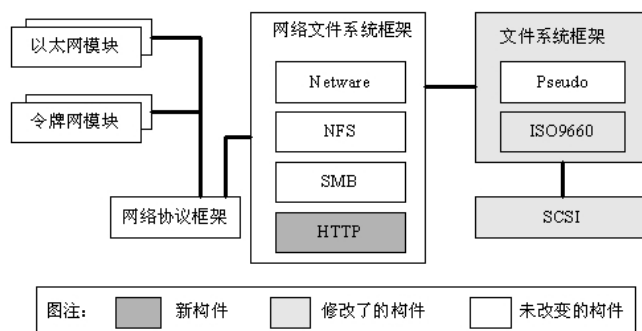 以太网模块
令牌网模块
网络协议框架
网络文件系统框架
Netware
NFS
SMB
HTTP
文件系统框架
Pseudo
ISO9660
SCSI
图注：
新构件
修改了的构件
未改变的构件